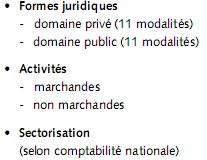 • Formes juridiques
- domaine privé (11 modalités)
- domaine public (11 modalités)
• Activités
- marchandes
- non marchandes
• Sectorisation
(selon comptabilité nationale)